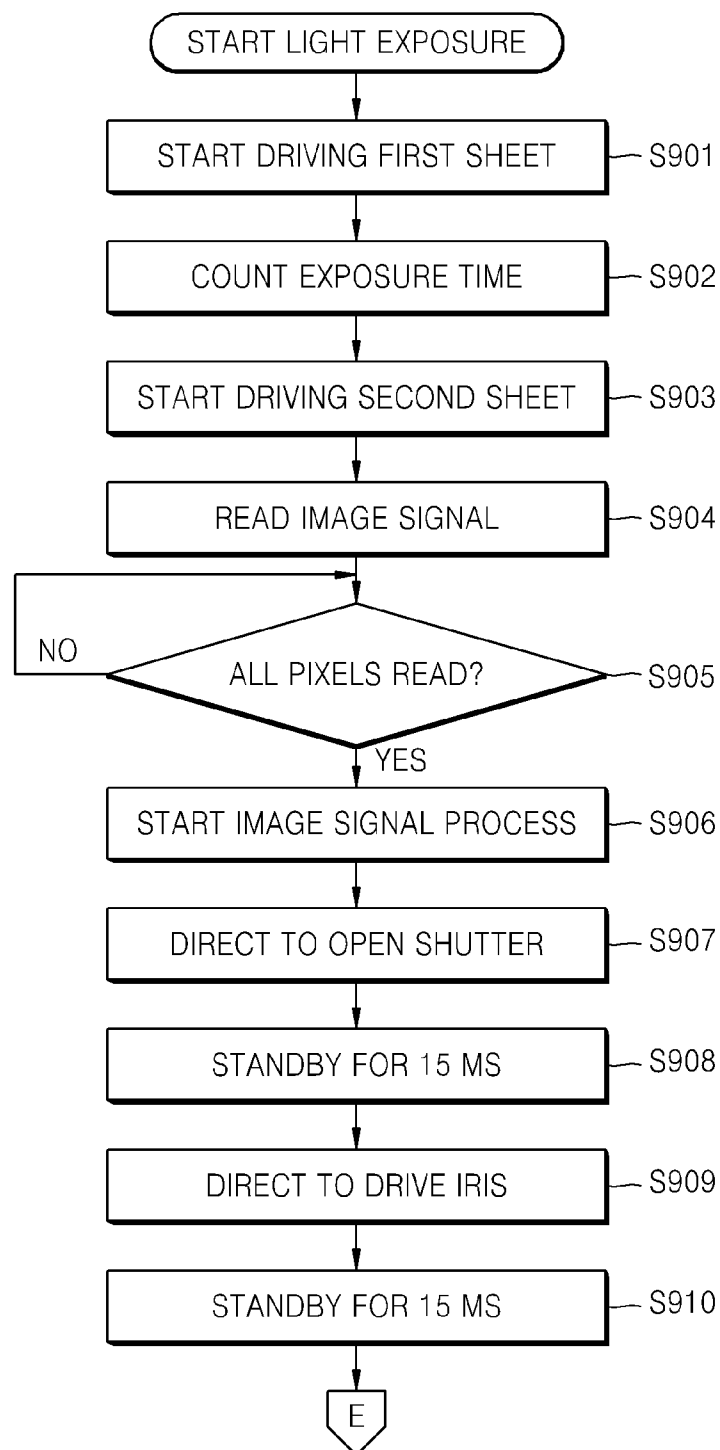 START LIGHT EXPOSURE
START DRIVING FIRST SHEET S901
COUNT EXPOSURE TIME S902
START DRIVING SECOND SHEET S903
READ IMAGE SIGNAL S904
NO
ALL PIXELS READ? S905
YES
START IMAGE SIGNAL PROCESS S906
DIRECT TO OPEN SHUTTER S907
STANDBY FOR 15 MS S908
DIRECT TO DRIVE IRIS S909
STANDBY FOR 15 MS S910
E